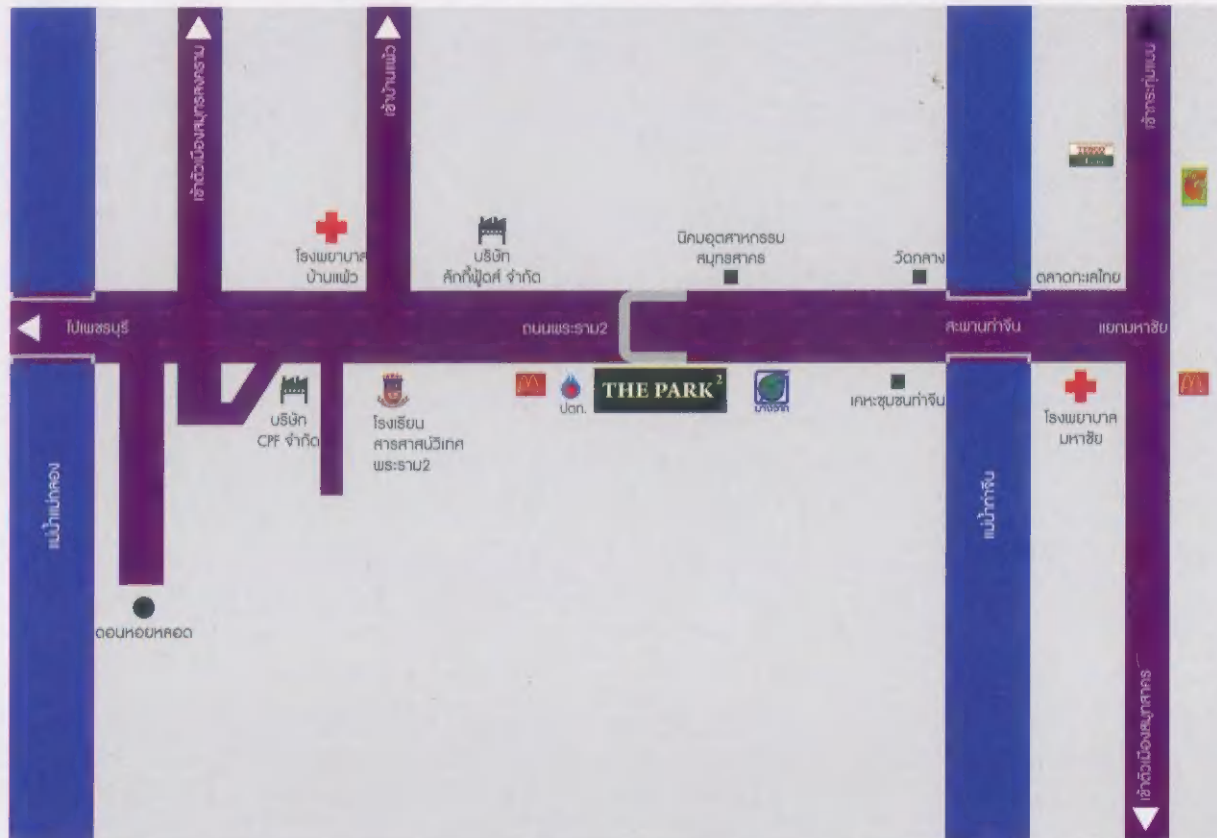 เข้าตัวเมืองสมุทรสงคราม
เข้าบ้านแพ้ว
เข้ากระทุ่มแบน
TESCO
โรงพยาบาล
บ้านแพ้ว
บริษัท
ลักกี้ฟู้ดส์ จำกัด
นิคมอุตสาหกรรม
สมุทรสาคร
วัดกลาง
ตลาดทะเลไทย
ไปเพชรบุรี
ถนนพระราม2
สะพานท่าจีน
แยกมหาชัย
บริษัท
CPF จำกัด
โรงเรียน
สารสาสน์วิเทศ
พระราม2
ปตท.
THE PARK 2
บางจาก
เคหะชุมชนท่าจีน
โรงพยาบาล
มหาชัย
แม่น้ำแม่กลอง
แม่น้ำท่าจีน
ดอนหอยหลอด
เข้าตัวเมืองสมุทรสาคร